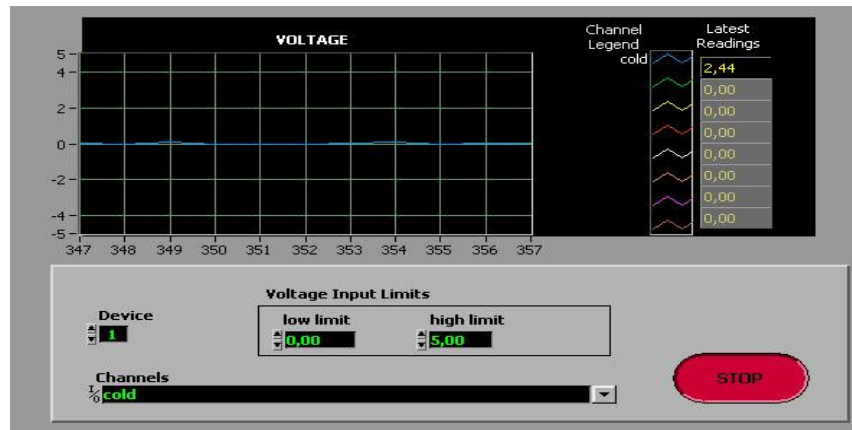 VOLTAGE
5
4
2
0
-2
-4
-5
347 348 349 350 351 352 353 354 355 356 357
Channel Legend
cold
Latest Readings
2,44
0,00
0,00
0,00
0,00
0,00
0,00
0,00
Device
1
Voltage Input Limits
low limit high limit
0,00 5,00
Channels
I/O cold
STOP